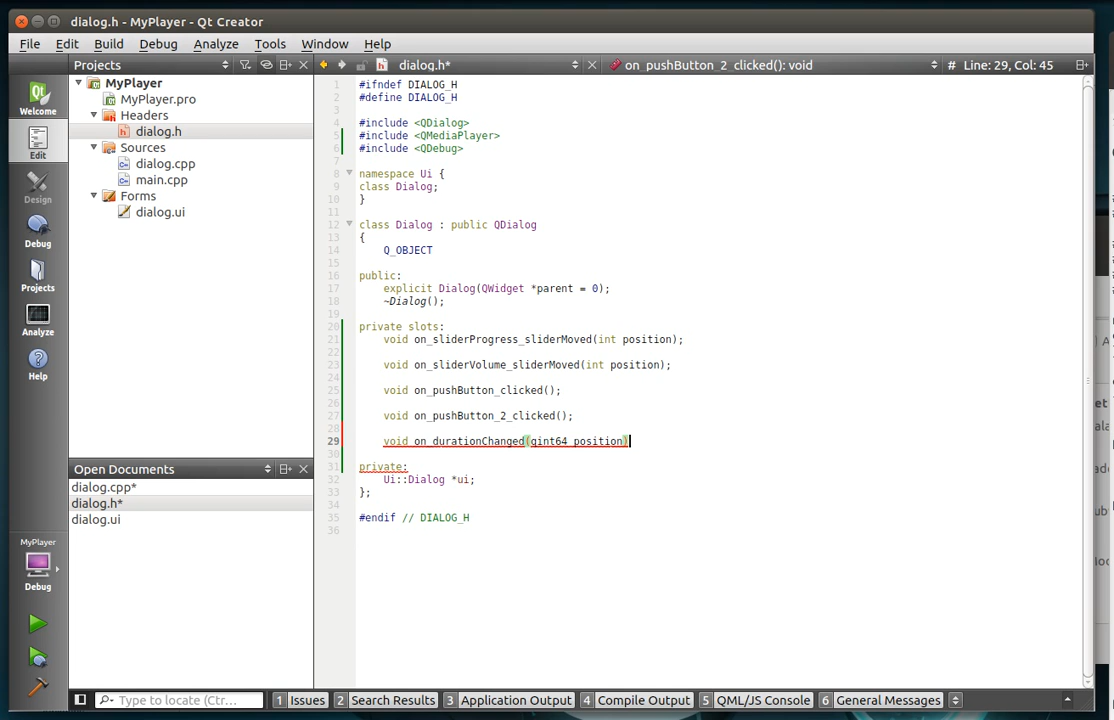 dialog.h - MyPlayer - Qt Creator
File Edit Build Debug Analyze Tools Window Help
Projects dialog.h* on_pushButton_2_clicked(): void # Line: 29, Col: 45
Welcome
Edit
Design
Debug
Projects
Analyze
Help
MyPlayer
Debug
MyPlayer
MyPlayer.pro
Headers
dialog.h
Sources
dialog.cpp
main.cpp
Forms
dialog.ui
Open Documents
dialog.cpp*
dialog.h*
dialog.ui
1 #ifndef DIALOG_H
2 #define DIALOG_H
3
4 #include <QDialog>
5 #include <QMediaPlayer>
6 #include <QDebug>
7
8 namespace Ui {
9 class Dialog;
10 }
11
12 class Dialog : public QDialog
13 {
14 Q_OBJECT
15
16 public:
17 explicit Dialog(QWidget *parent = 0);
18 ~Dialog();
19
20 private slots:
21 void on_sliderProgress_sliderMoved(int position);
22
23 void on_sliderVolume_sliderMoved(int position);
24
25 void on_pushButton_clicked();
26
27 void on_pushButton_2_clicked();
28
29 void on_durationChanged(qint64 position)
30
31 private:
32 Ui::Dialog *ui;
33 };
34
35 #endif // DIALOG_H
36
Type to locate (Ctr... 1 Issues 2 Search Results 3 Application Output 4 Compile Output 5 QML/JS Console 6 General Messages